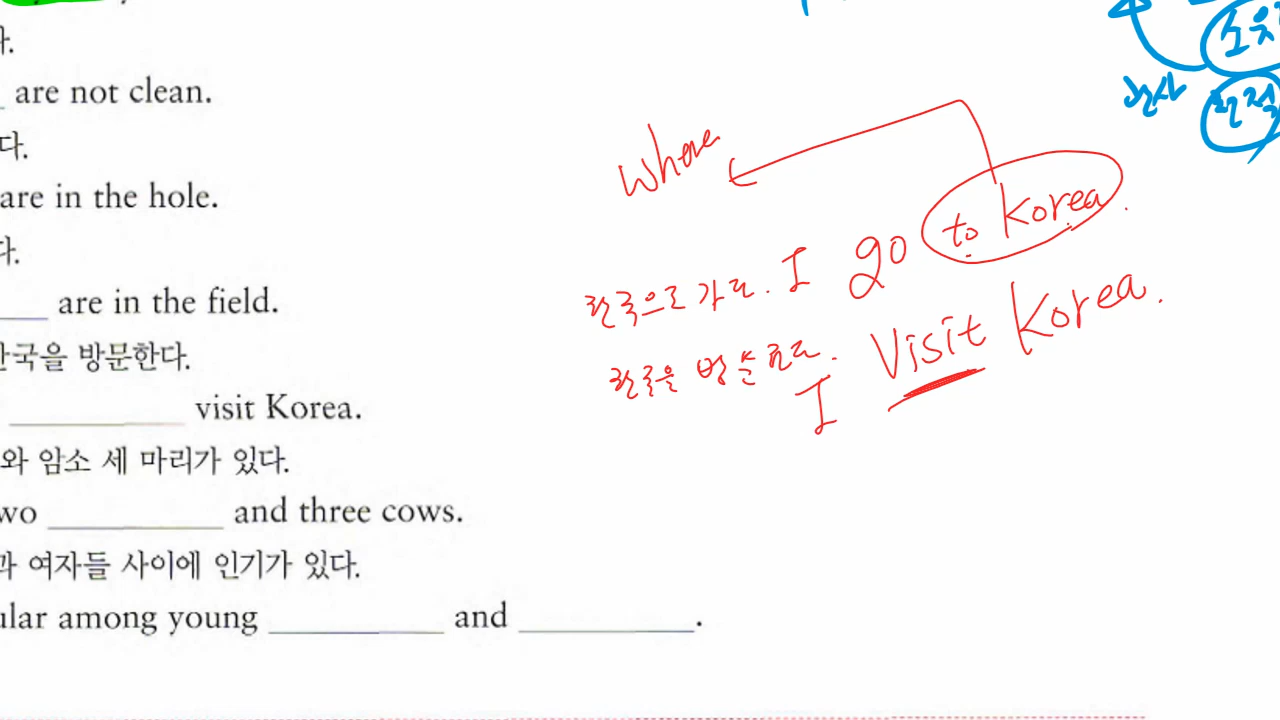 다.
are not clean.
다.
are in the hole.
다.
are in the field.
한국을 방문한다.
visit Korea.
와 암소 세 마리가 있다.
wo and three cows.
과 여자들 사이에 인기가 있다.
ular among young and .
where
한국으로 가다. I go to Korea.
한국을 방문하다.
I Visit Korea.